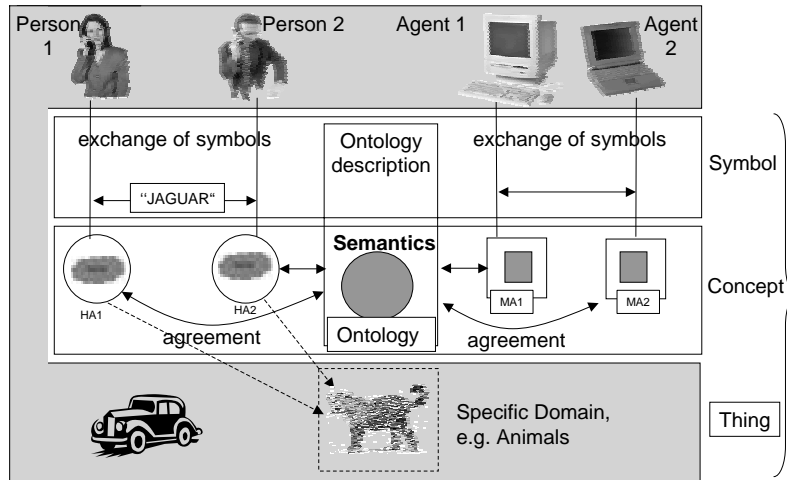 Person 1
Person 2
Agent 1
Agent 2
exchange of symbols
Ontology
description
exchange of symbols
Symbol
“JAGUAR“
Semantics
HA1
HA2
MA1
MA2
Concept
agreement
Ontology
agreement
Specific Domain,
e.g. Animals
Thing